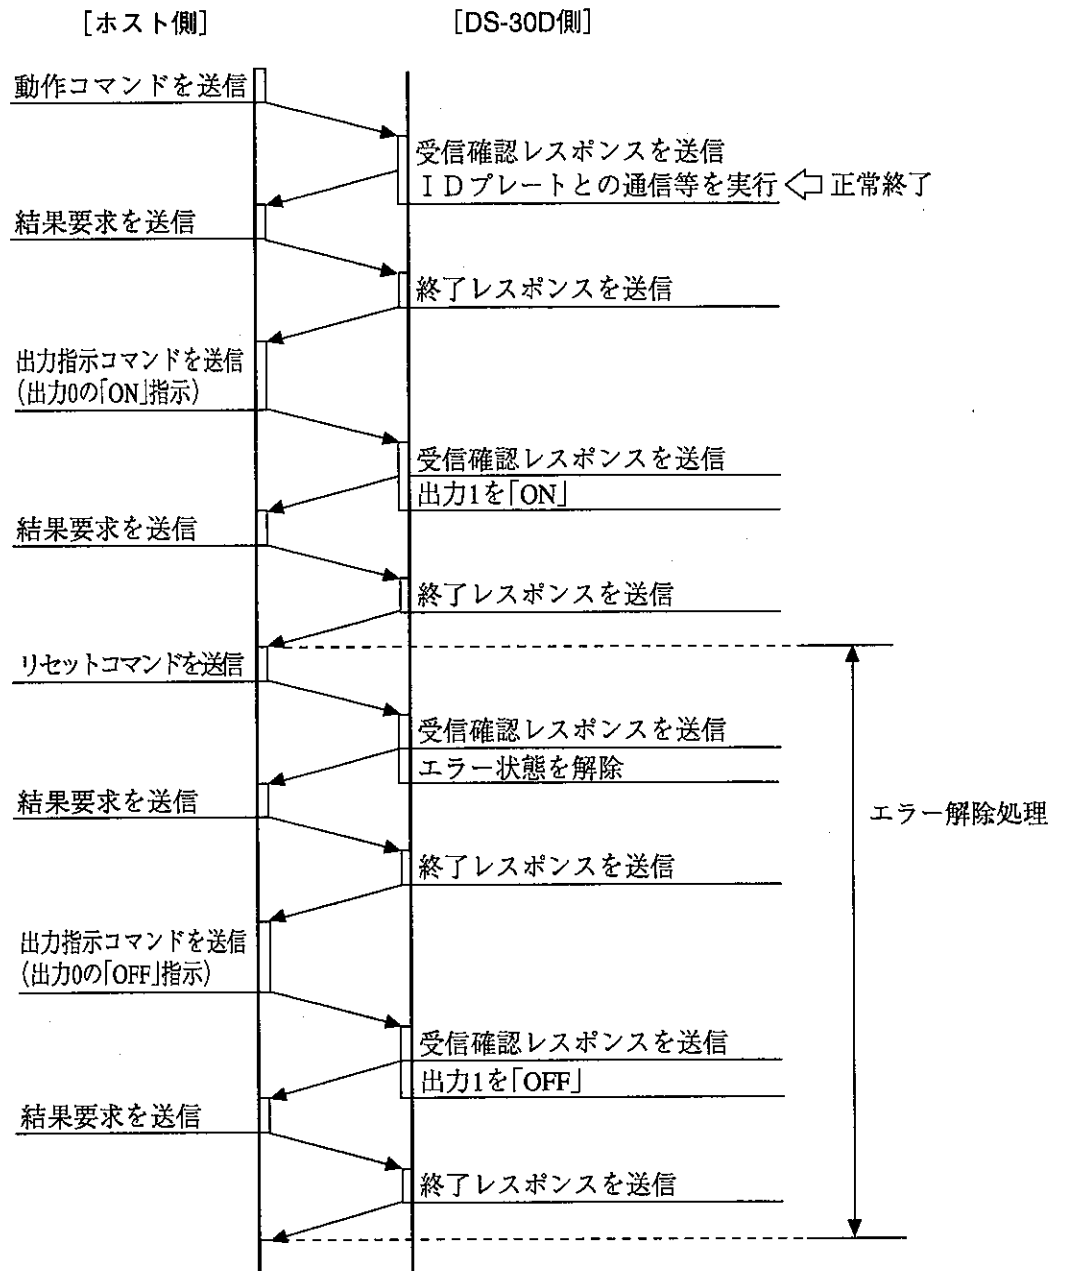 [ホスト側]
[DS-30D側]
動作コマンドを送信
受信確認レスポンスを送信
IDプレートとの通信等を実行 正常終了
結果要求を送信
終了レスポンスを送信
出力指示コマンドを送信
(出力0の「ON」指示)
受信確認レスポンスを送信
出力1を「ON」
結果要求を送信
終了レスポンスを送信
リセットコマンドを送信
受信確認レスポンスを送信
エラー状態を解除
結果要求を送信
エラー解除処理
終了レスポンスを送信
出力指示コマンドを送信
(出力0の「OFF」指示)
受信確認レスポンスを送信
出力1を「OFF」
結果要求を送信
終了レスポンスを送信